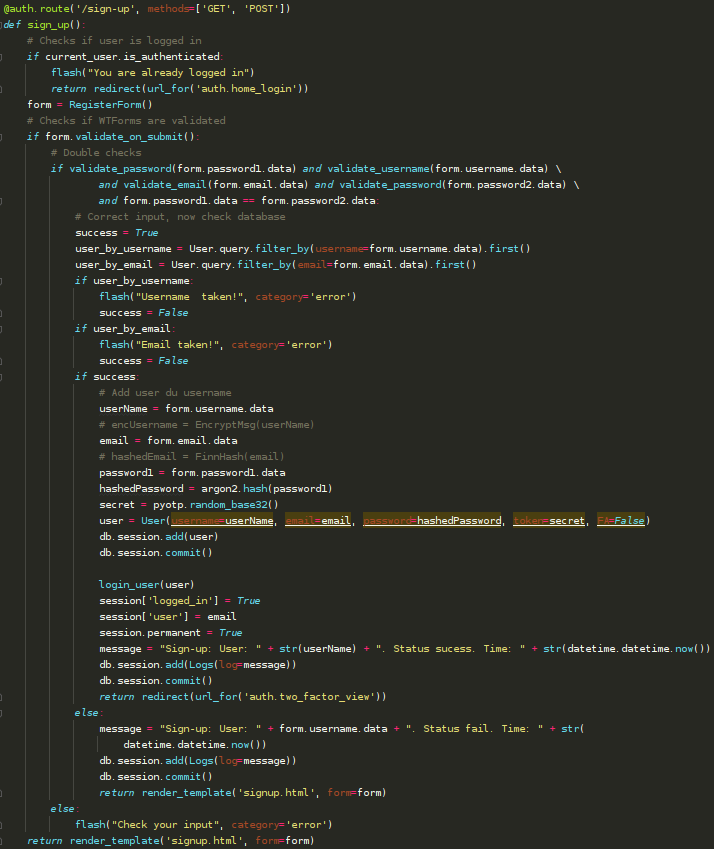 @auth.route('/sign-up', methods=['GET', 'POST'])
def sign_up():
    # Checks if user is logged in
    if current_user.is_authenticated:
        flash("You are already logged in")
        return redirect(url_for('auth.home_login'))
    form = RegisterForm()
    # Checks if WTForms are validated
    if form.validate_on_submit():
        # Double checks
        if validate_password(form.password1.data) and validate_username(form.username.data) \
                and validate_email(form.email.data) and validate_password(form.password2.data) \
                and form.password1.data == form.password2.data:
            # Correct input, now check database
            success = True
            user_by_username = User.query.filter_by(username=form.username.data).first()
            user_by_email = User.query.filter_by(email=form.email.data).first()
            if user_by_username:
                flash("Username  taken!", category='error')
                success = False
            if user_by_email:
                flash("Email taken!", category='error')
                success = False
            if success:
                # Add user du username
                userName = form.username.data
                # encUsername = EncryptMsg(userName)
                email = form.email.data
                # hashedEmail = FinnHash(email)
                password1 = form.password1.data
                hashedPassword = argon2.hash(password1)
                secret = pyotp.random_base32()
                user = User(username=userName, email=email, password=hashedPassword, token=secret, FA=False)
                db.session.add(user)
                db.session.commit()

                login_user(user)
                session['logged_in'] = True
                session['user'] = email
                session.permanent = True
                message = "Sign-up: User: " + str(userName) + ". Status sucess. Time: " + str(datetime.datetime.now())
                db.session.add(Logs(log=message))
                db.session.commit()
                return redirect(url_for('auth.two_factor_view'))
            else:
                message = "Sign-up: User: " + form.username.data + ". Status fail. Time: " + str(
                    datetime.datetime.now())
                db.session.add(Logs(log=message))
                db.session.commit()
                return render_template('signup.html', form=form)
        else:
            flash("Check your input", category='error')
    return render_template('signup.html', form=form)